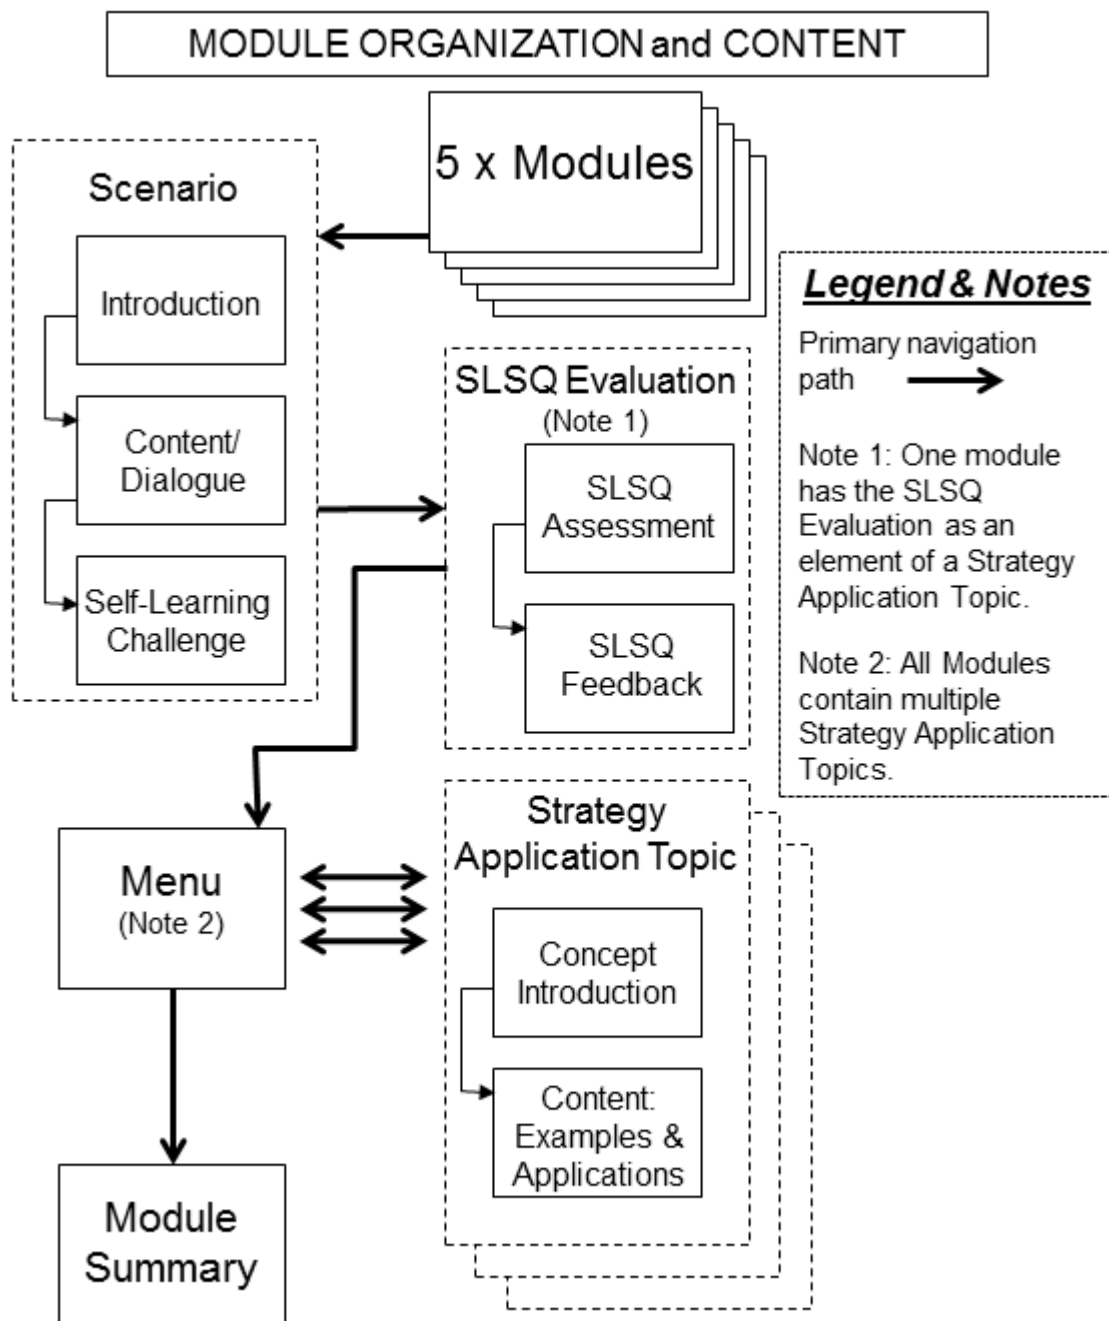 MODULE ORGANIZATION and CONTENT
5 x Modules
Scenario
Introduction
Content/
Dialogue
Self-Learning
Challenge
SLSQ Evaluation
(Note 1)
SLSQ
Assessment
SLSQ
Feedback
Legend & Notes
Primary navigation
path
Note 1: One module
has the SLSQ
Evaluation as an
element of a Strategy
Application Topic.
Note 2: All Modules
contain multiple
Strategy Application
Topics.
Menu
(Note 2)
Strategy
Application Topic
Concept
Introduction
Content:
Examples &
Applications
Module
Summary